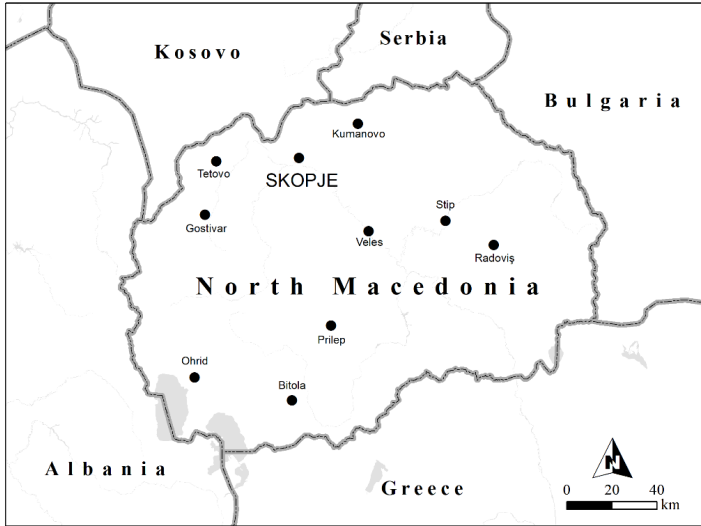 Serbia
Kosovo
Bulgaria
Kumanovo
Tetovo
SKOPJE
Stip
Gostivar
Veles
Radoviş
North Macedonia
Prilep
Ohrid
Bitola
Albania
Greece
N
0 20 40
km